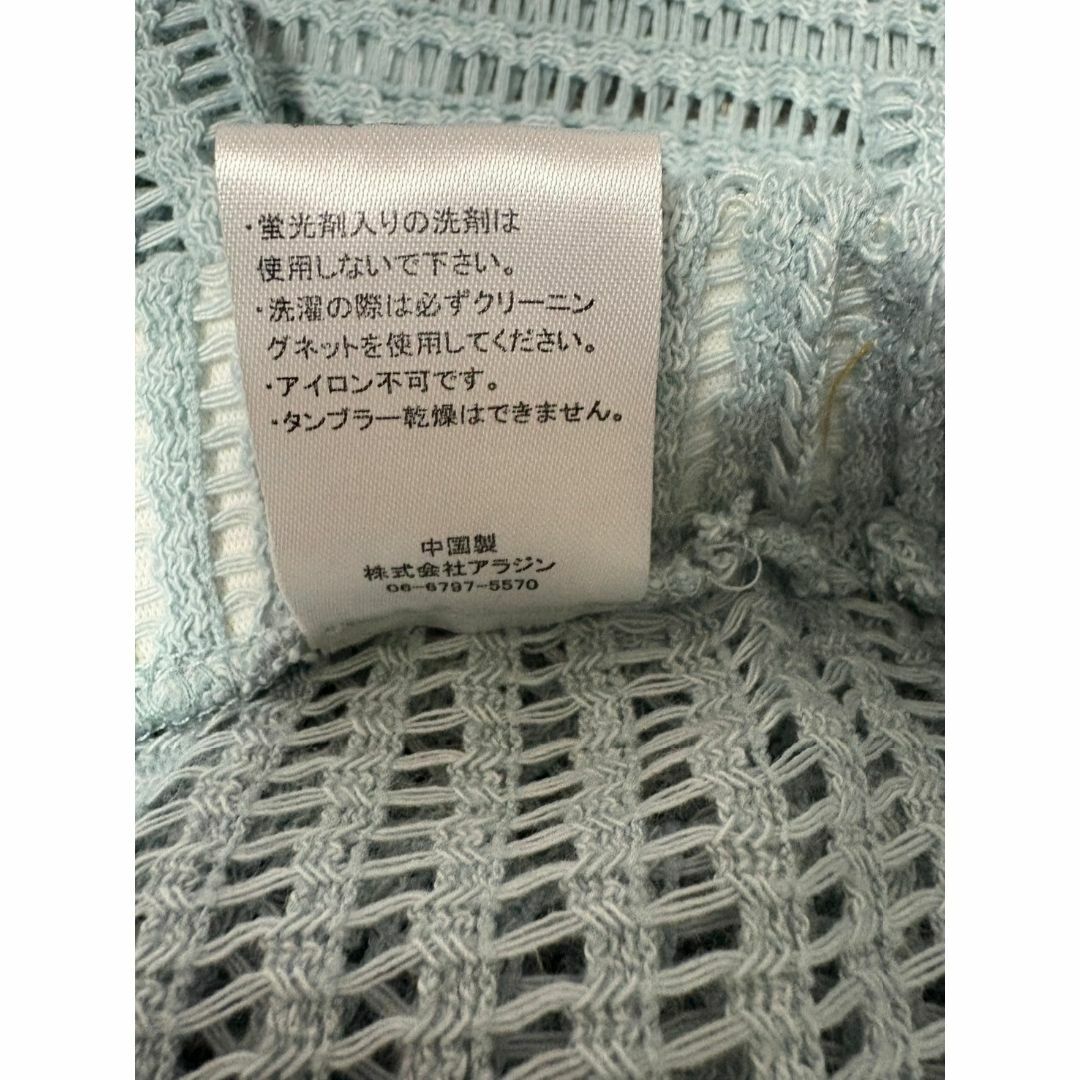 ・蛍光剤入りの洗剤は
使用しないで下さい。
・洗濯の際は必ずクリーニン
グネットを使用してください。
・アイロン不可です。
・タンブラー乾燥はできません。
中国製
株式会社アラジン
06-6797-5570